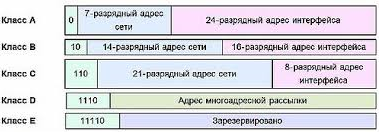 Класс A 0 7-разрядный адрес сети 24-разрядный адрес интерфейса
Класс B 10 14-разрядный адрес сети 16-разрядный адрес интерфейса
Класс C 110 21-разрядный адрес сети 8-разрядный адрес интерфейса
Класс D 1110 Адрес многоадресной рассылки
Класс E 11110 Зарезервировано